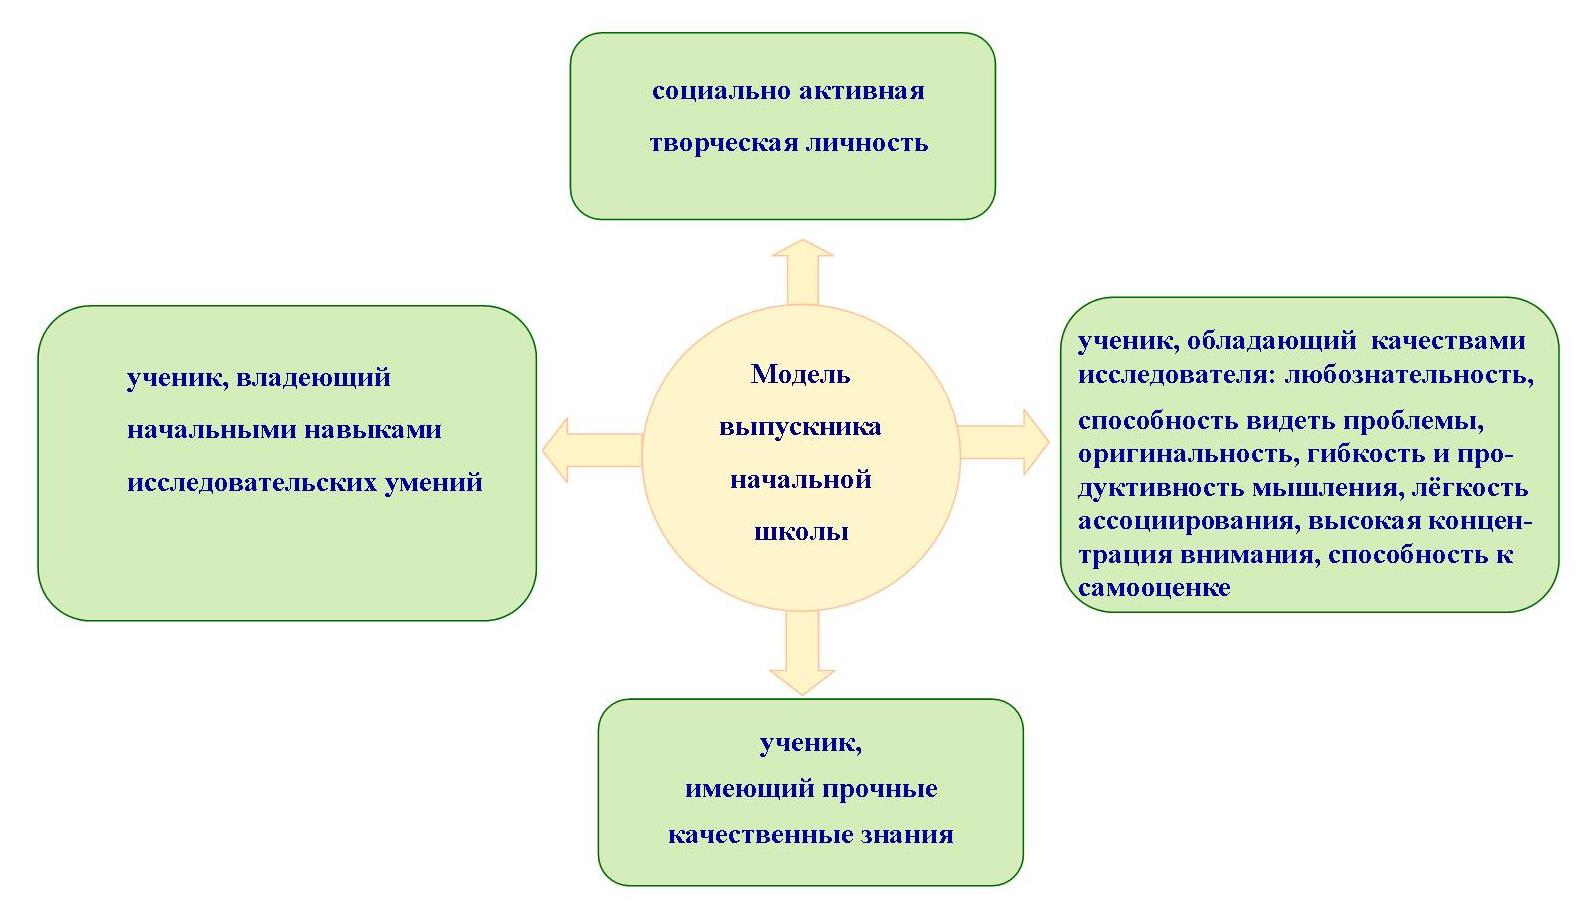 социально активная
творческая личность
ученик, владеющий
начальными навыками
исследовательских умений
Модель
выпускника
начальной
школы
ученик, обладающий качествами
исследователя: любознательность,
способность видеть проблемы,
оригинальность, гибкость и про-
дуктивность мышления, лёгкость
ассоциирования, высокая концен-
трация внимания, способность к
самооценке
ученик,
имеющий прочные
качественные знания